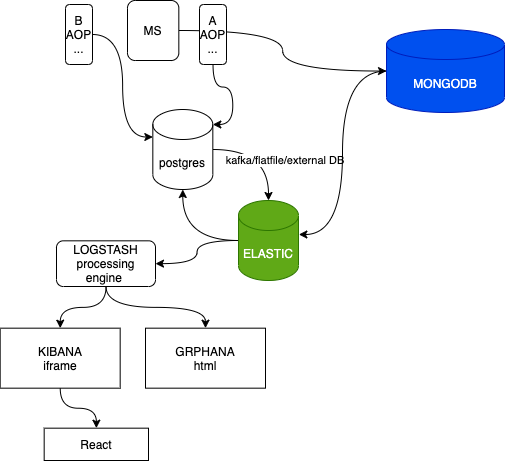 B
AOP
...
MS
A
AOP
...
MONGODB
postgres
kafka/flatfile/external DB
ELASTIC
LOGSTASH
processing
engine
KIBANA
iframe
GRPHANA
html
React